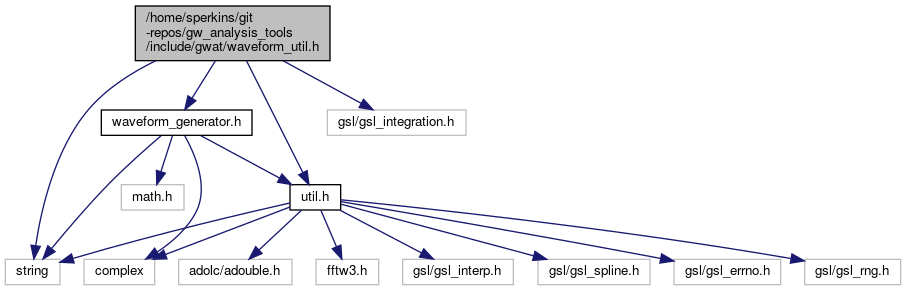 /home/sperkins/git
-repos/gw_analysis_tools
/include/gwat/waveform_util.h
waveform_generator.h
gsl/gsl_integration.h
math.h
util.h
string
complex
adolc/adouble.h
fftw3.h
gsl/gsl_interp.h
gsl/gsl_spline.h
gsl/gsl_errno.h
gsl/gsl_rng.h